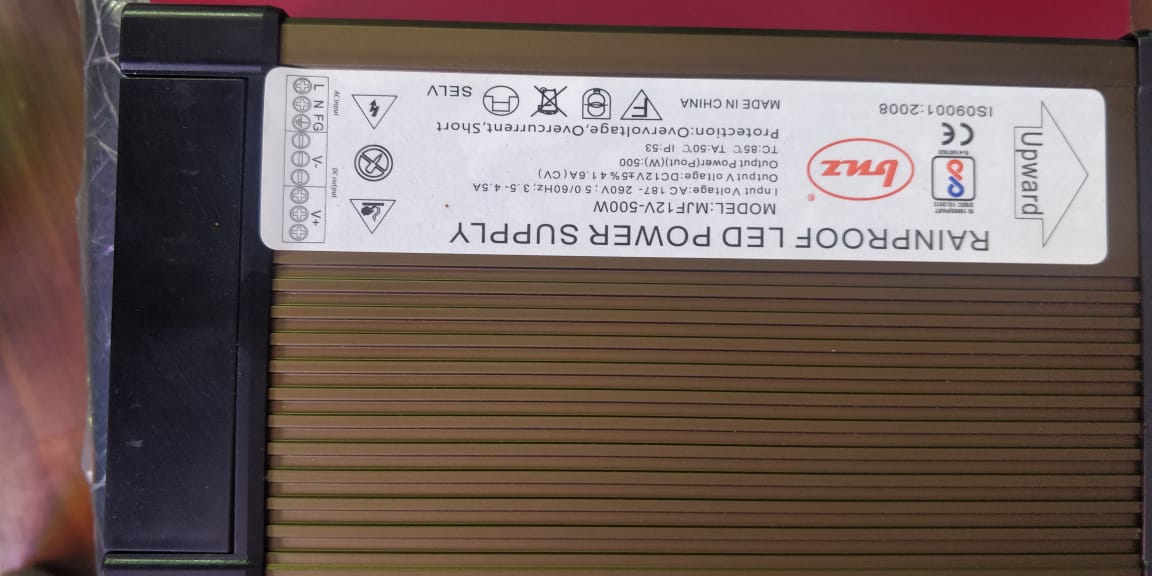 RAINPROOF LED POWER SUPPLY
MODEL:MJF12V-500W
Input Voltage:AC 187- 260V; 50/60Hz; 3.5-4.5A
Output Voltage:DC12V±5%±41.6A(CV)
Output Power(Pout)(W):500
TC:85℃ TA:50℃ IP:53
Protection:Overvoltage,Overcurrent,Short
MADE IN CHINA
F
SELV
Upward
bnz
®
CE
ISO9001:2008
V+
V-
FG
N
L
DC output
AC input